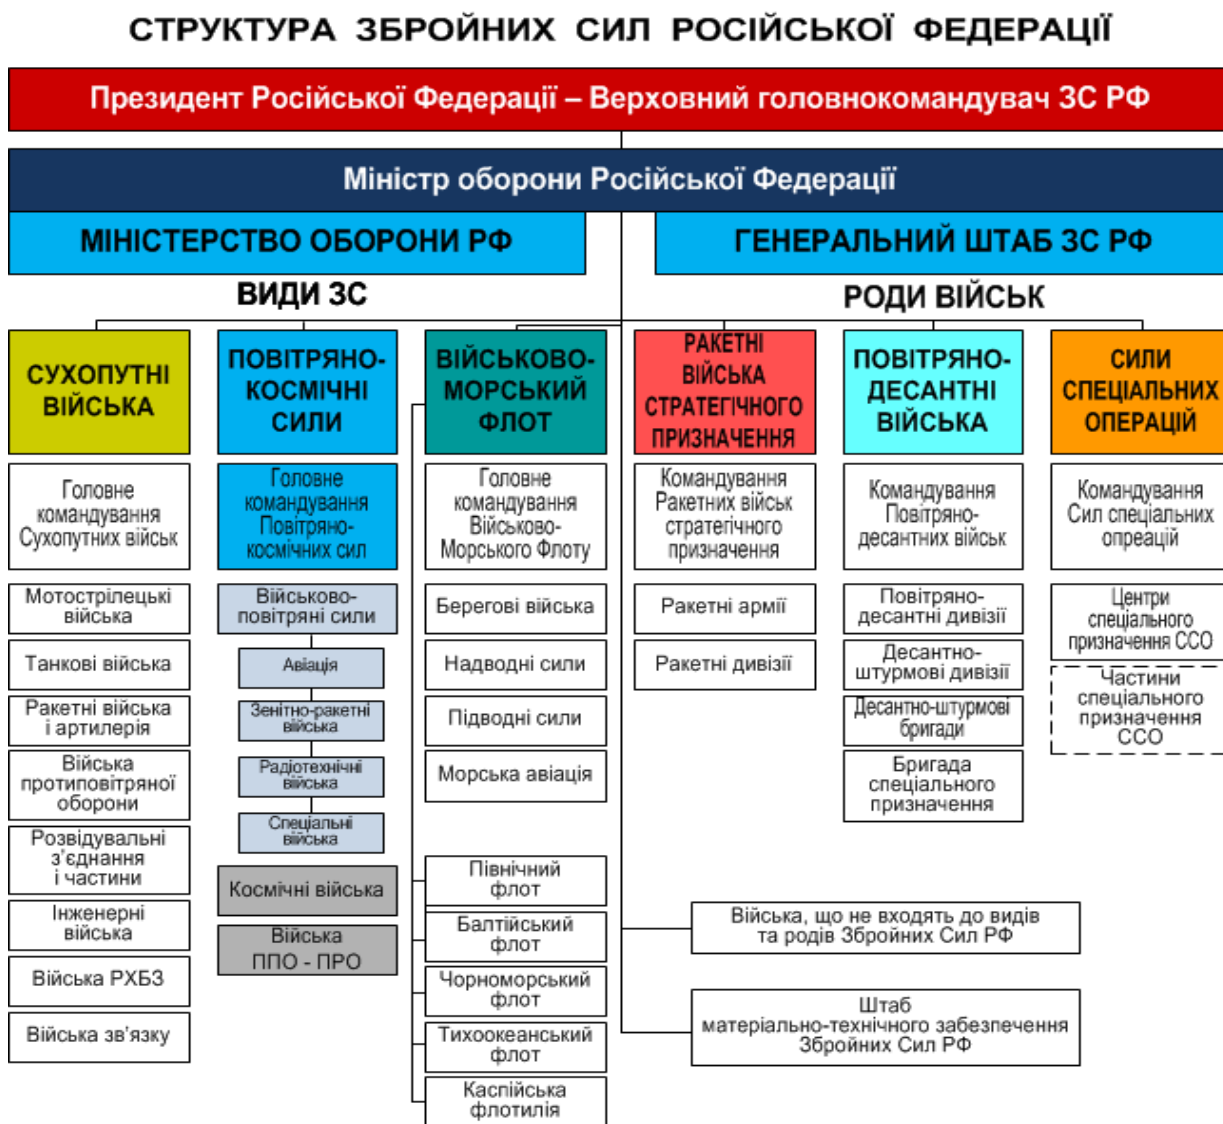 СТРУКТУРА ЗБРОЙНИХ СИЛ РОСІЙСЬКОЇ ФЕДЕРАЦІЇ
Президент Російської Федерації – Верховний головнокомандувач ЗС РФ
Міністр оборони Російської Федерації
МІНІСТЕРСТВО ОБОРОНИ РФ
ГЕНЕРАЛЬНИЙ ШТАБ ЗС РФ
ВИДИ ЗС
РОДИ ВІЙСЬК
СУХОПУТНІ
ВІЙСЬКА
Головне
командування
Сухопутних військ
Мотострілецькі
війська
Танкові війська
Ракетні війська
і артилерія
Війська
протиповітряної
оборони
Розвідувальні
з’єднання
і частини
Інженерні
війська
Війська РХБЗ
Війська зв’язку
ПОВІТРЯНО-
КОСМІЧНІ
СИЛИ
Головне
командування
Повітряно-
космічних сил
Військово-
повітряні сили
Авіація
Зенітно-ракетні
війська
Радіотехнічні
війська
Спеціальні
війська
Космічні війська
Війська
ППО - ПРО
ВІЙСЬКОВО-
МОРСЬКИЙ
ФЛОТ
Головне
командування
Військово-
Морського Флоту
Берегові війська
Надводні сили
Підводні сили
Морська авіація
Північний
флот
Балтійський
флот
Чорноморський
флот
Тихоокеанський
флот
Каспійська
флотилія
РАКЕТНІ
ВІЙСЬКА
СТРАТЕГІЧНОГО
ПРИЗНАЧЕННЯ
Командування
Ракетних військ
стратегічного
призначення
Ракетні армії
Ракетні дивізії
ПОВІТРЯНО-
ДЕСАНТНІ
ВІЙСЬКА
Командування
Повітряно-
десантних військ
Повітряно-
десантні дивізії
Десантно-
штурмові дивізії
Десантно-штурмові
бригади
Бригада
спеціального
призначення
СИЛИ
СПЕЦІАЛЬНИХ
ОПЕРАЦІЙ
Командування
Сил спеціальних
опреацій
Центри
спеціального
призначення ССО
Частини
спеціального
призначення
ССО
Війська, що не входять до видів
та родів Збройних Сил РФ
Штаб
матеріально-технічного забезпечення
Збройних Сил РФ